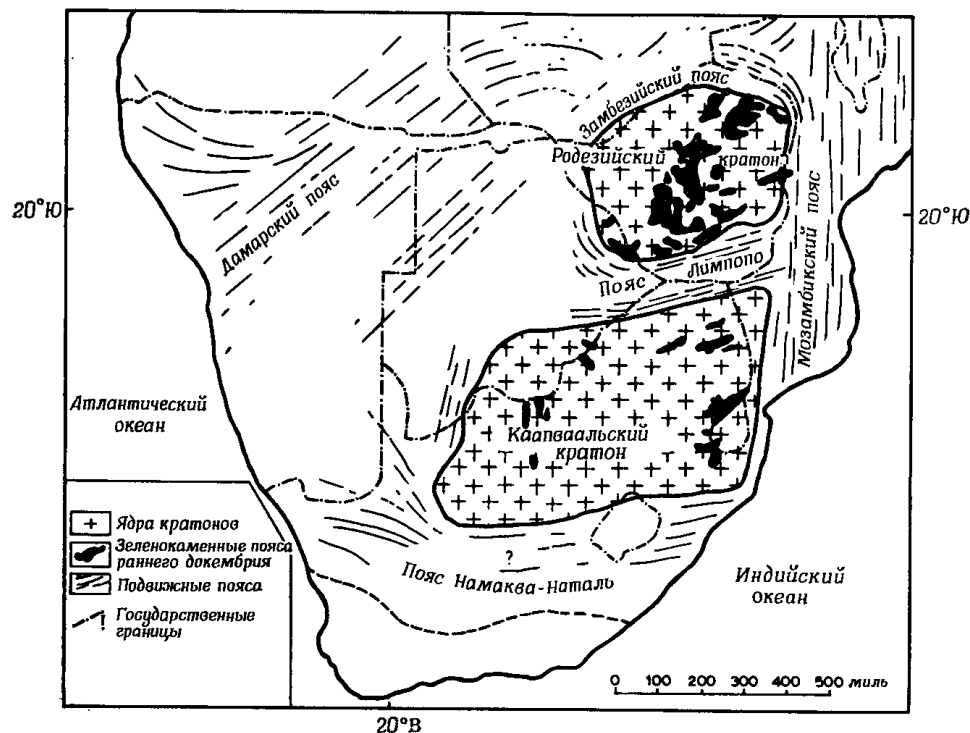 Замбезийский пояс
Родезийский кратон
20°Ю
20°Ю
Дамарский пояс
Пояс Лимпопо
Мозамбикский пояс
Атлантический
океан
Каапваальский
кратон
Ядра кратонов
Зеленокаменные пояса
раннего докембрия
Подвижные пояса
Государственные
границы
?
Пояс Намаква-Наталь
Индийский
океан
0 100 200 300 400 500 миль
20°В